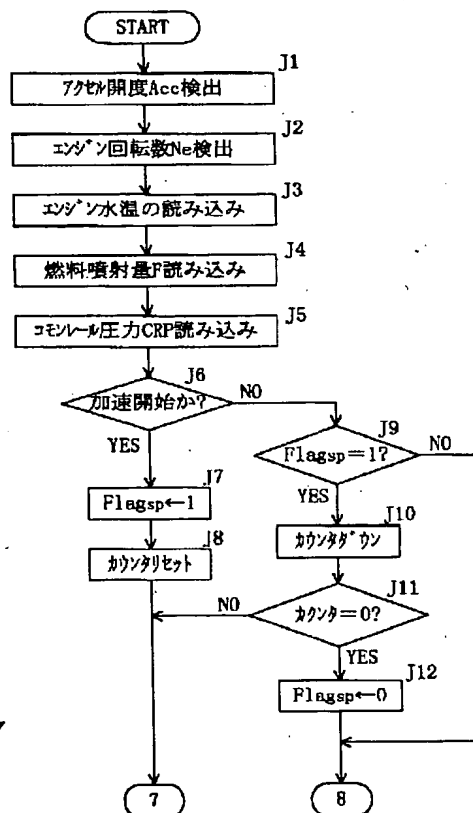 START
J1
アクセル開度Acc検出
J2
エンジン回転数Ne検出
J3
エンジン水温の読み込み
J4
燃料噴射量F読み込み
J5
コモンレール圧力CRP読み込み
J6
加速開始か?
NO
YES
J7
Flagsp←1
J8
カウンタリセット
J9
Flagsp=1?
NO
YES
J10
カウンタダウン
J11
カウンタ=0?
NO
YES
J12
Flagsp←0
7
8